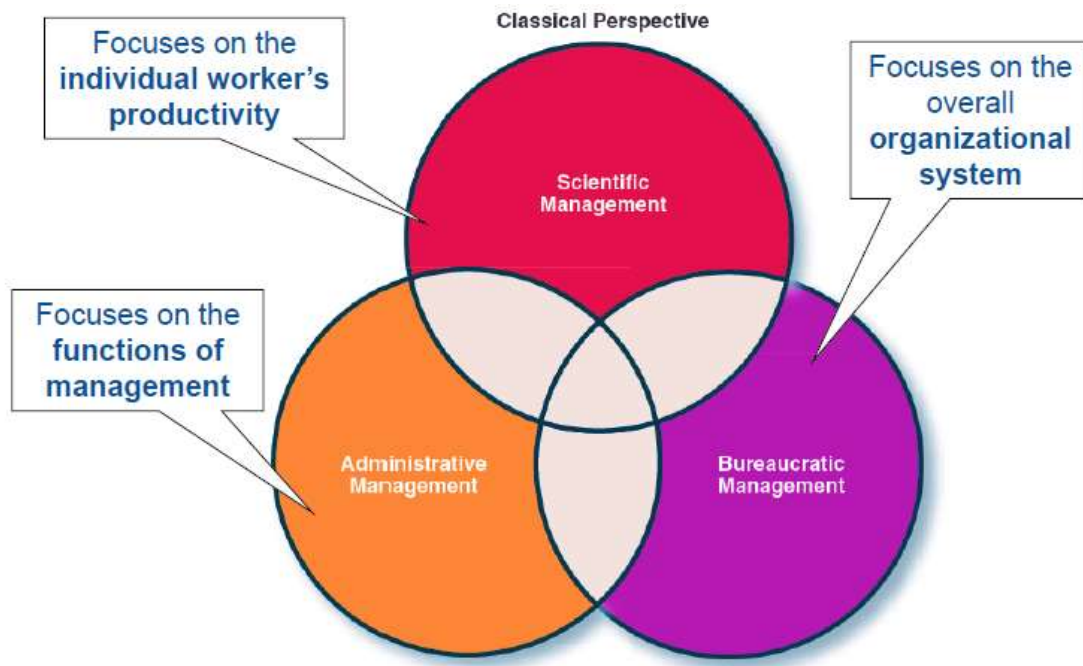 Classical Perspective
Focuses on the
individual worker's
productivity
Focuses on the
overall
organizational
system
Scientific
Management
Focuses on the
functions of
management
Administrative
Management
Bureaucratic
Management